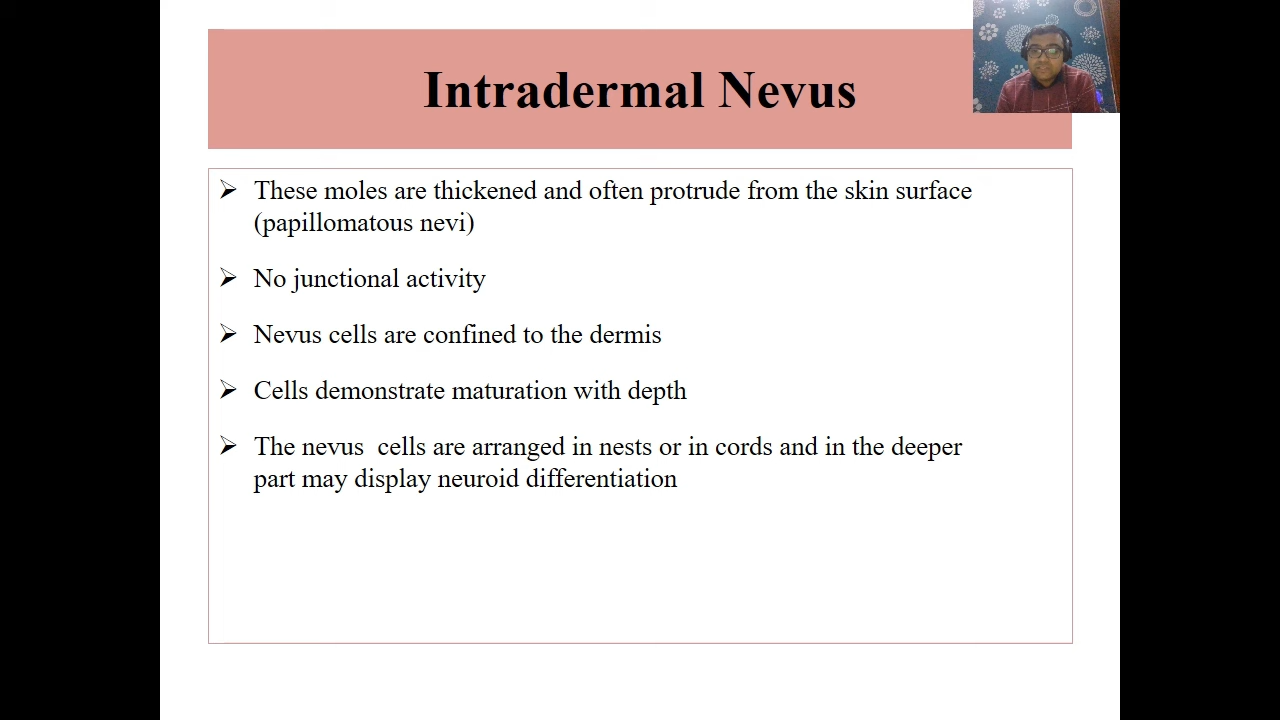 Intradermal Nevus
These moles are thickened and often protrude from the skin surface
(papillomatous nevi)
No junctional activity
Nevus cells are confined to the dermis
Cells demonstrate maturation with depth
The nevus  cells are arranged in nests or in cords and in the deeper
part may display neuroid differentiation